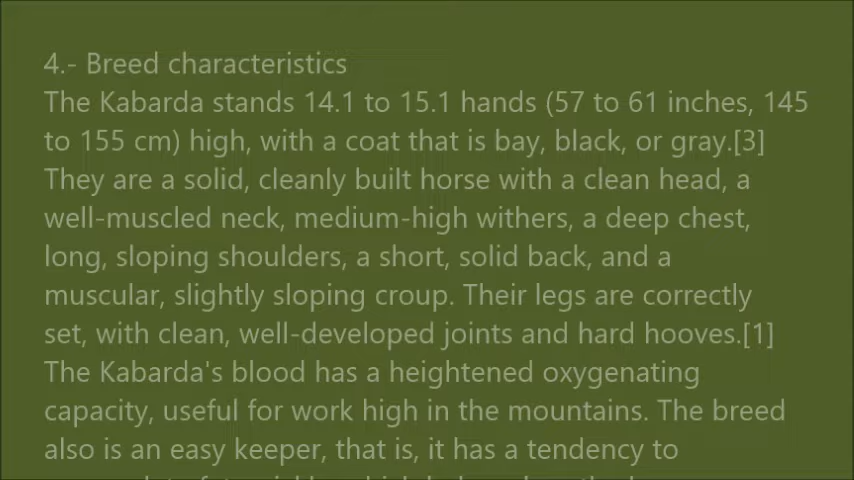 4.- Breed characteristics
The Kabarda stands 14.1 to 15.1 hands (57 to 61 inches, 145
to 155 cm) high, with a coat that is bay, black, or gray.[3]
They are a solid, cleanly built horse with a clean head, a
well-muscled neck, medium-high withers, a deep chest,
long, sloping shoulders, a short, solid back, and a
muscular, slightly sloping croup. Their legs are correctly
set, with clean, well-developed joints and hard hooves.[1]
The Kabarda's blood has a heightened oxygenating
capacity, useful for work high in the mountains. The breed
also is an easy keeper, that is, it has a tendency to